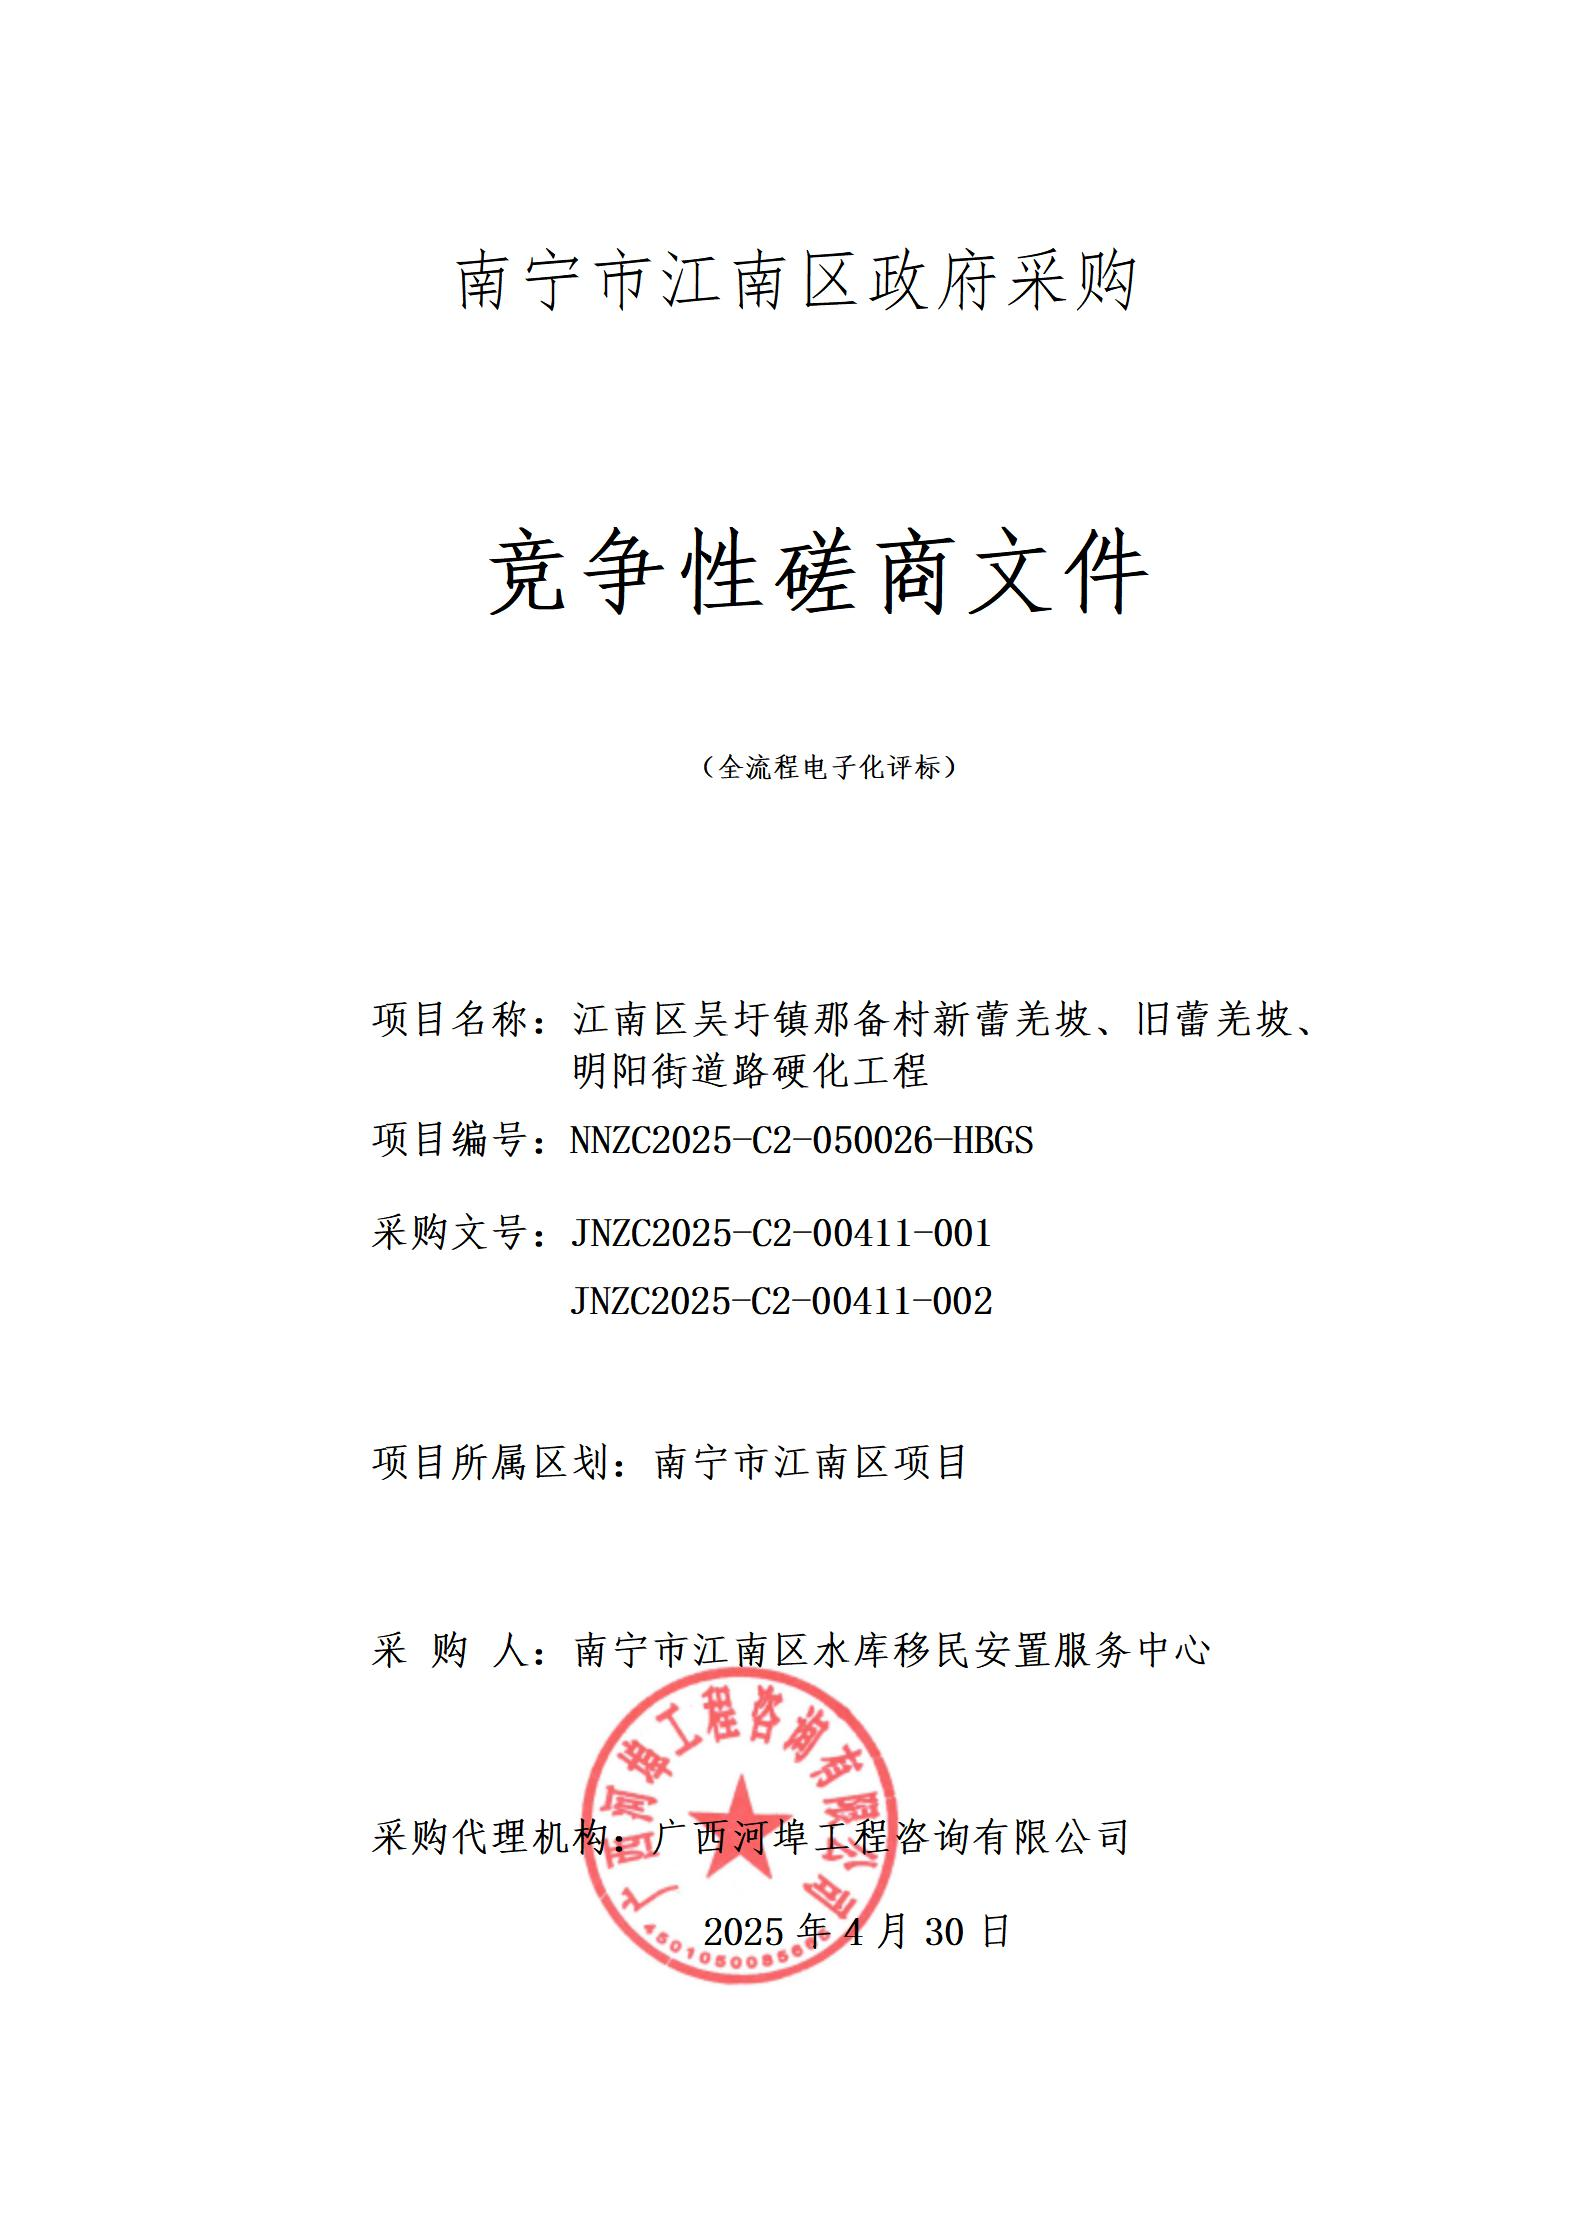 南宁市江南区政府采购
竞争性磋商文件
（全流程电子化评标）
项目名称：江南区吴圩镇那备村新蕾羌坡、旧蕾羌坡、
明阳街道路硬化工程
项目编号：NNZC2025-C2-050026-HBGS
采购文号：JNZC2025-C2-00411-001
JNZC2025-C2-00411-002
项目所属区划：南宁市江南区项目
采 购 人：南宁市江南区水库移民安置服务中心
采购代理机构：广西河埠工程咨询有限公司
2025 年 4 月 30 日
广西河埠工程咨询有限公司